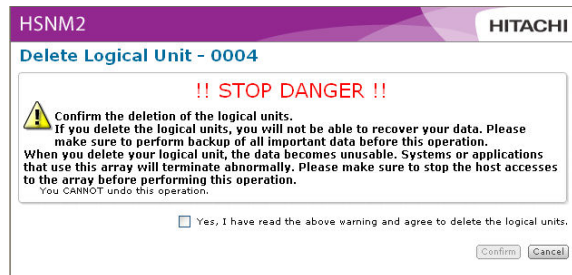 HSNM2
HITACHI
Delete Logical Unit - 0004
!! STOP DANGER !!
Confirm the deletion of the logical units.
If you delete the logical units, you will not be able to recover your data. Please
make sure to perform backup of all important data before this operation.
When you delete your logical unit, the data becomes unusable. Systems or applications
that use this array will terminate abnormally. Please make sure to stop the host accesses
to the array before performing this operation.
You CANNOT undo this operation.
Yes, I have read the above warning and agree to delete the logical units.
Confirm Cancel